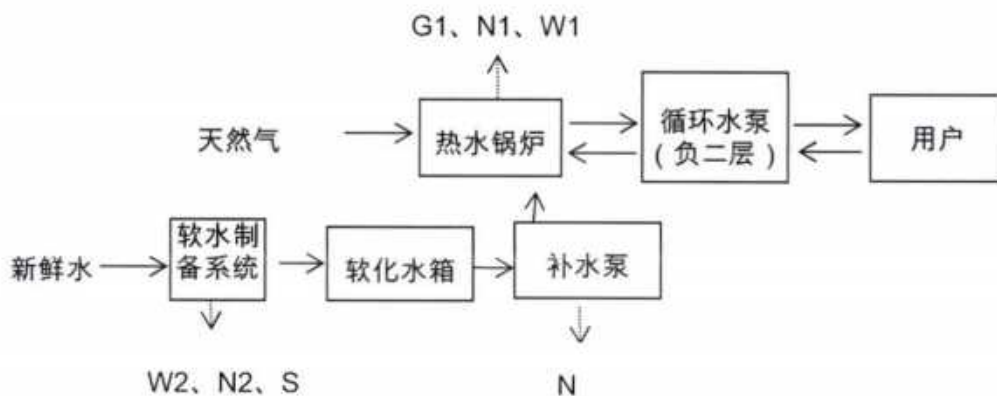 G1、N1、W1
天然气
热水锅炉
循环水泵
（负二层）
用户
新鲜水
软水制
备系统
软化水箱
补水泵
W2、N2、S
N